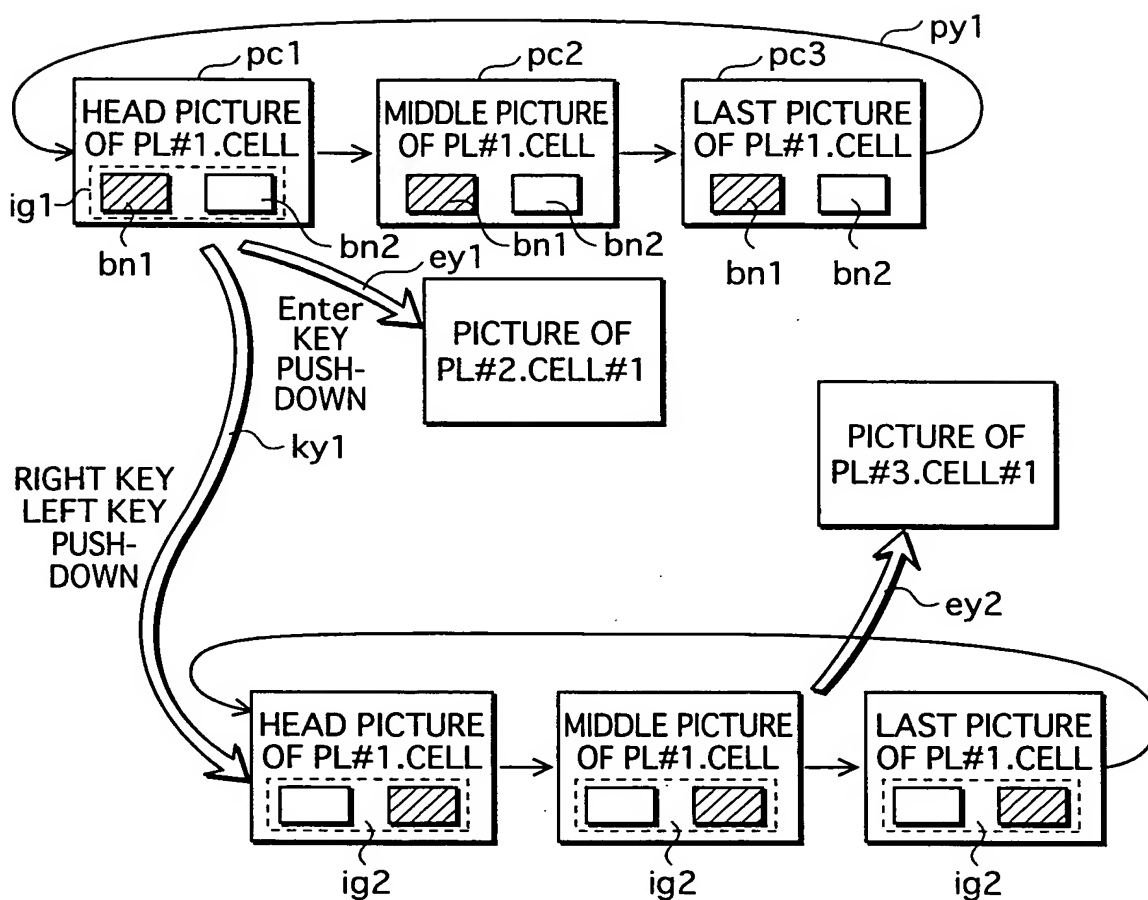 py1
pc1
pc2
pc3
HEAD PICTURE
OF PL#1.CELL
MIDDLE PICTURE
OF PL#1.CELL
LAST PICTURE
OF PL#1.CELL
ig1
bn1
bn2
bn1
bn2
bn1
bn2
ey1
Enter
KEY
PUSH-
DOWN
PICTURE OF
PL#2.CELL#1
ky1
RIGHT KEY
LEFT KEY
PUSH-
DOWN
PICTURE OF
PL#3.CELL#1
ey2
HEAD PICTURE
OF PL#1.CELL
MIDDLE PICTURE
OF PL#1.CELL
LAST PICTURE
OF PL#1.CELL
ig2
ig2
ig2